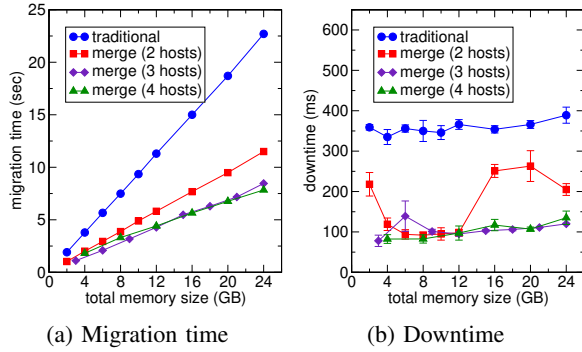 25
20
15
10
5
0
migration time (sec)
traditional
merge (2 hosts)
merge (3 hosts)
merge (4 hosts)
0 4 8 12 16 20 24
total memory size (GB)
(a) Migration time
600
500
400
300
200
100
0
downtime (ms)
traditional
merge (2 hosts)
merge (3 hosts)
merge (4 hosts)
0 4 8 12 16 20 24
total memory size (GB)
(b) Downtime